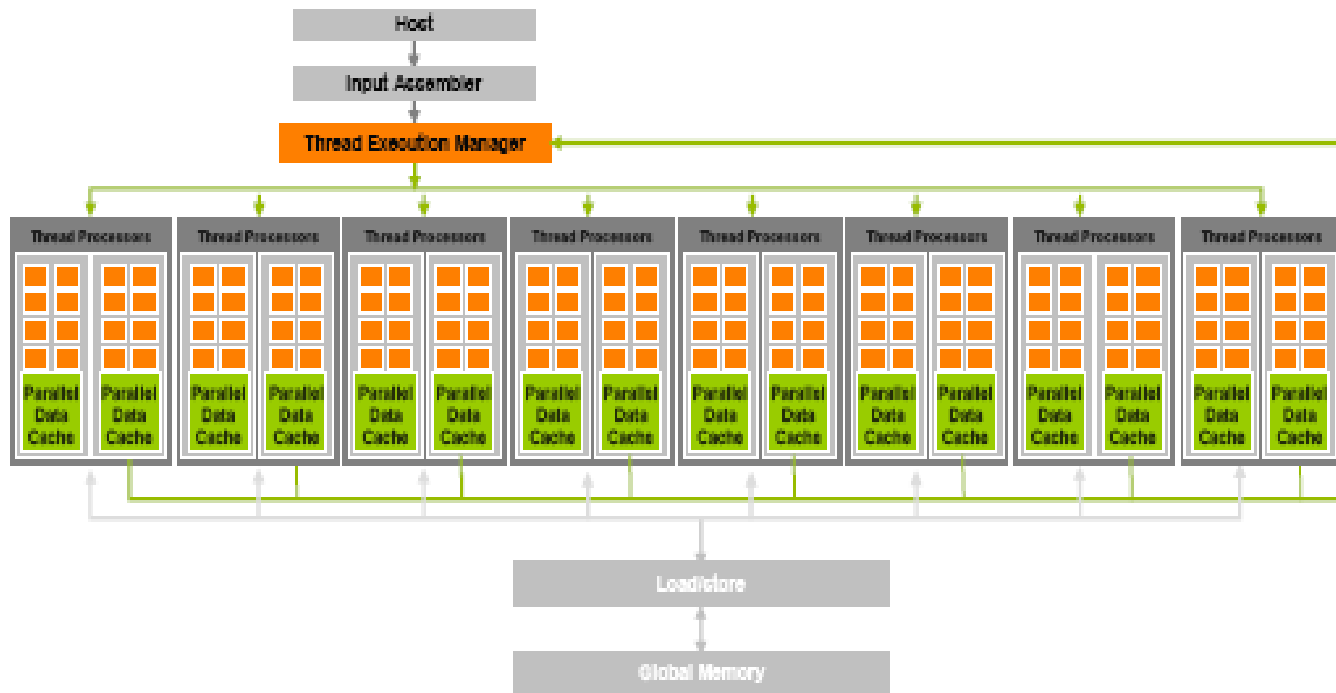 Host
Input Assembler
Thread Execution Manager
Thread Processors Thread Processors Thread Processors Thread Processors Thread Processors Thread Processors Thread Processors Thread Processors
Parallel Parallel Parallel Parallel Parallel Parallel Parallel Parallel Parallel Parallel Parallel Parallel Parallel Parallel Parallel Parallel
Data Data Data Data Data Data Data Data Data Data Data Data Data Data Data Data
Cache Cache Cache Cache Cache Cache Cache Cache Cache Cache Cache Cache Cache Cache Cache Cache
Load/store
Global Memory